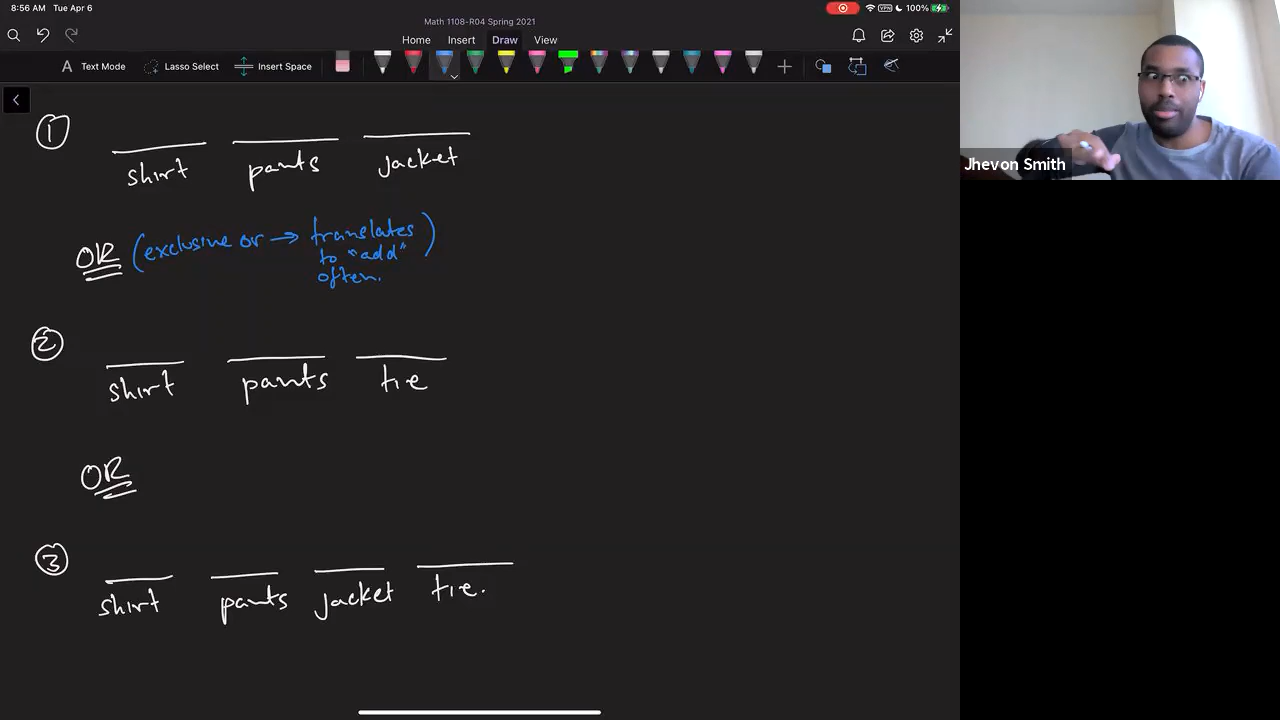 8:56 AM Tue Apr 6
VPN 100%
Math 1108-R04 Spring 2021
Home Insert Draw View
A Text Mode Lasso Select Insert Space
1
shirt pants jacket
OR (exclusive or → translates
to "add"
often.)
2
shirt pants tie
OR
3
shirt pants jacket tie.
Jhevon Smith